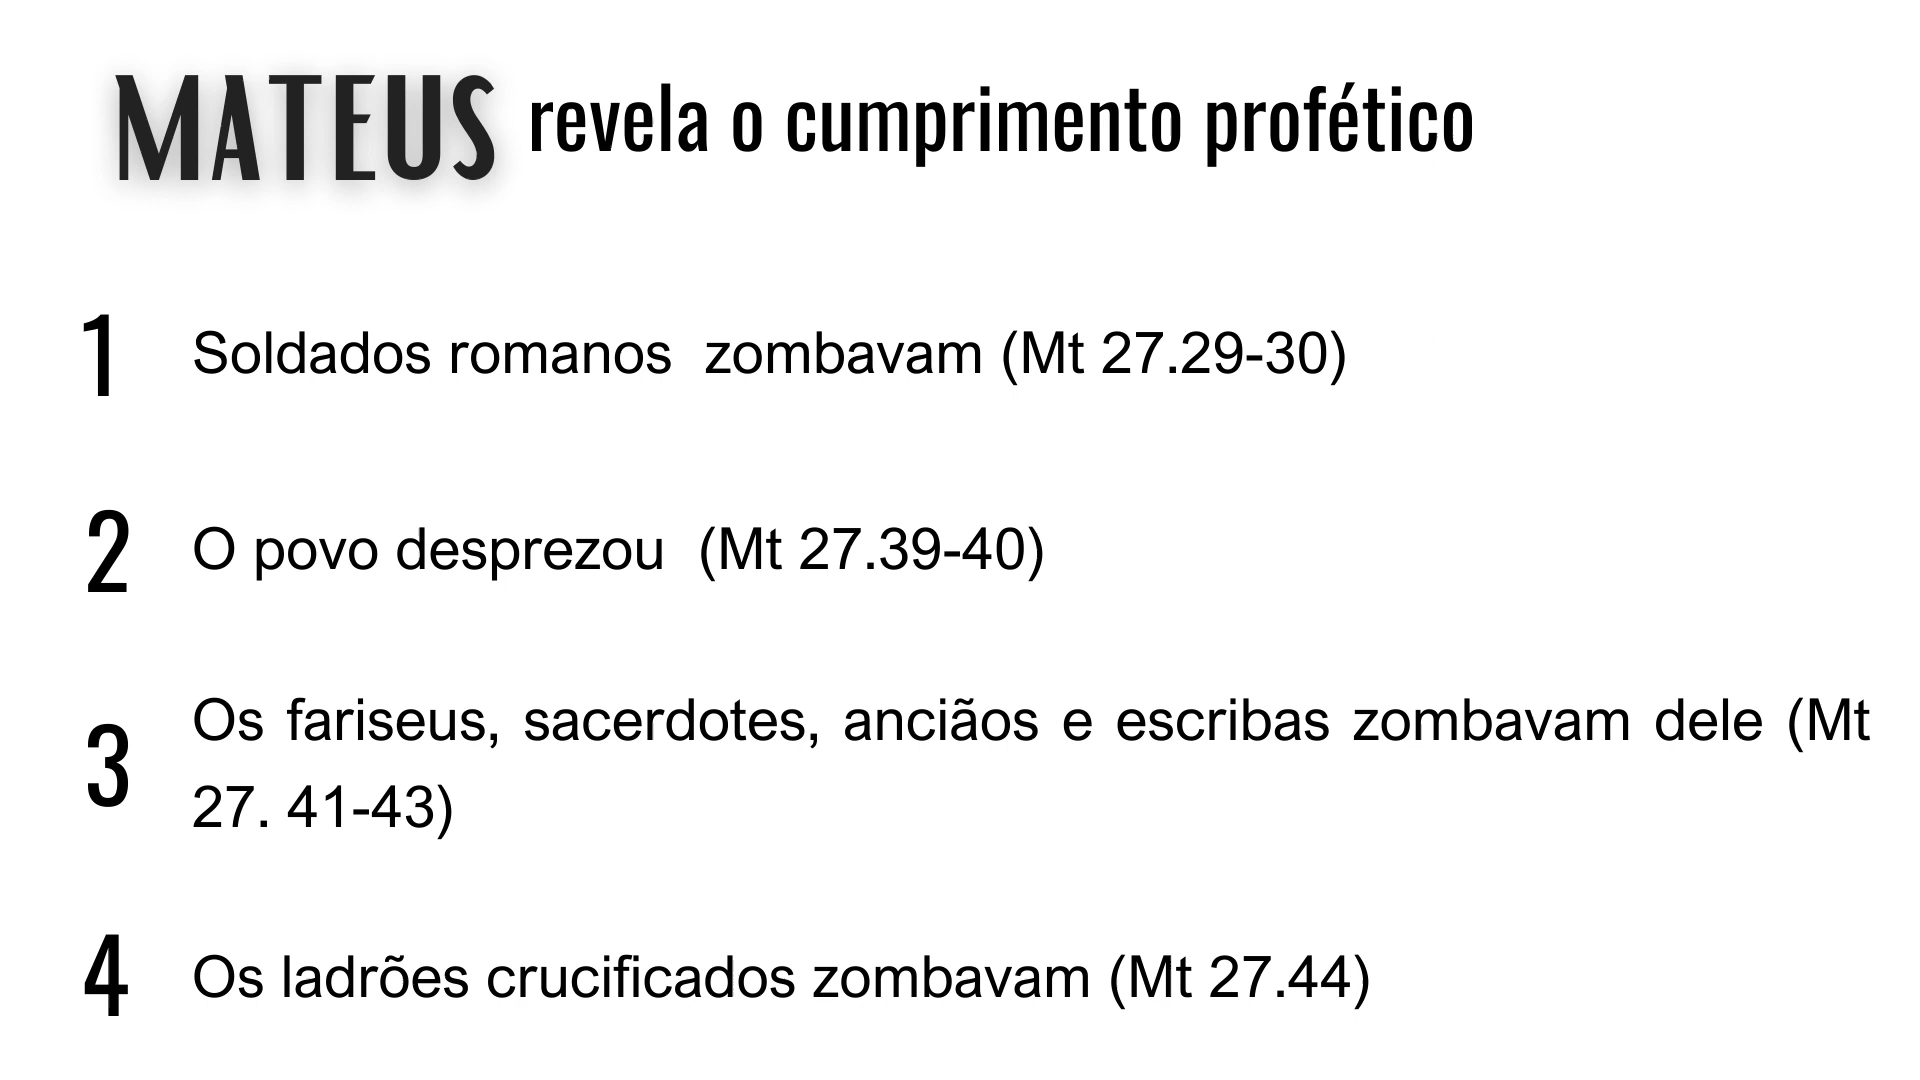 MATEUS revela o cumprimento profético
1 Soldados romanos  zombavam (Mt 27.29-30)
2 O povo desprezou  (Mt 27.39-40)
3 Os fariseus, sacerdotes, anciãos e escribas zombavam dele (Mt
27. 41-43)
4 Os ladrões crucificados zombavam (Mt 27.44)